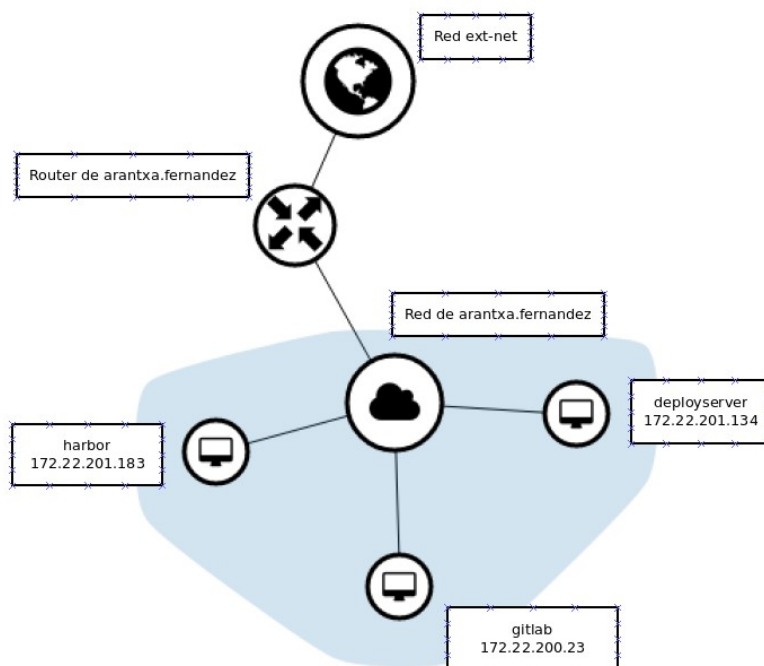 Red ext-net
Router de arantxa.fernandez
Red de arantxa.fernandez
deployserver
172.22.201.134
harbor
172.22.201.183
gitlab
172.22.200.23